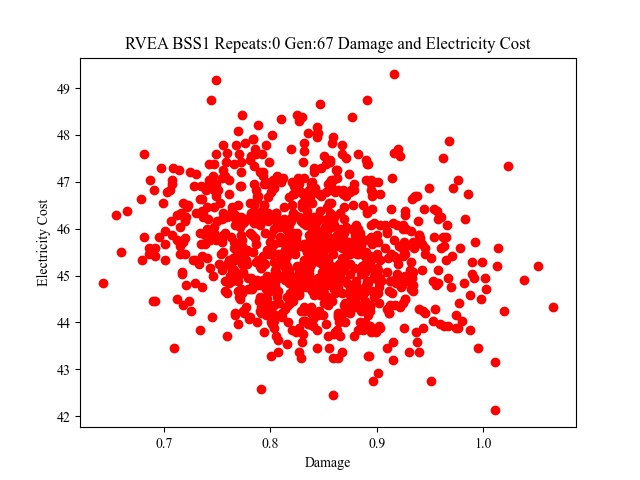 RVEA BSS1 Repeats:0 Gen:67 Damage and Electricity Cost
49
48
47
46
45
44
43
42
Electricity Cost
0.7 0.8 0.9 1.0
Damage